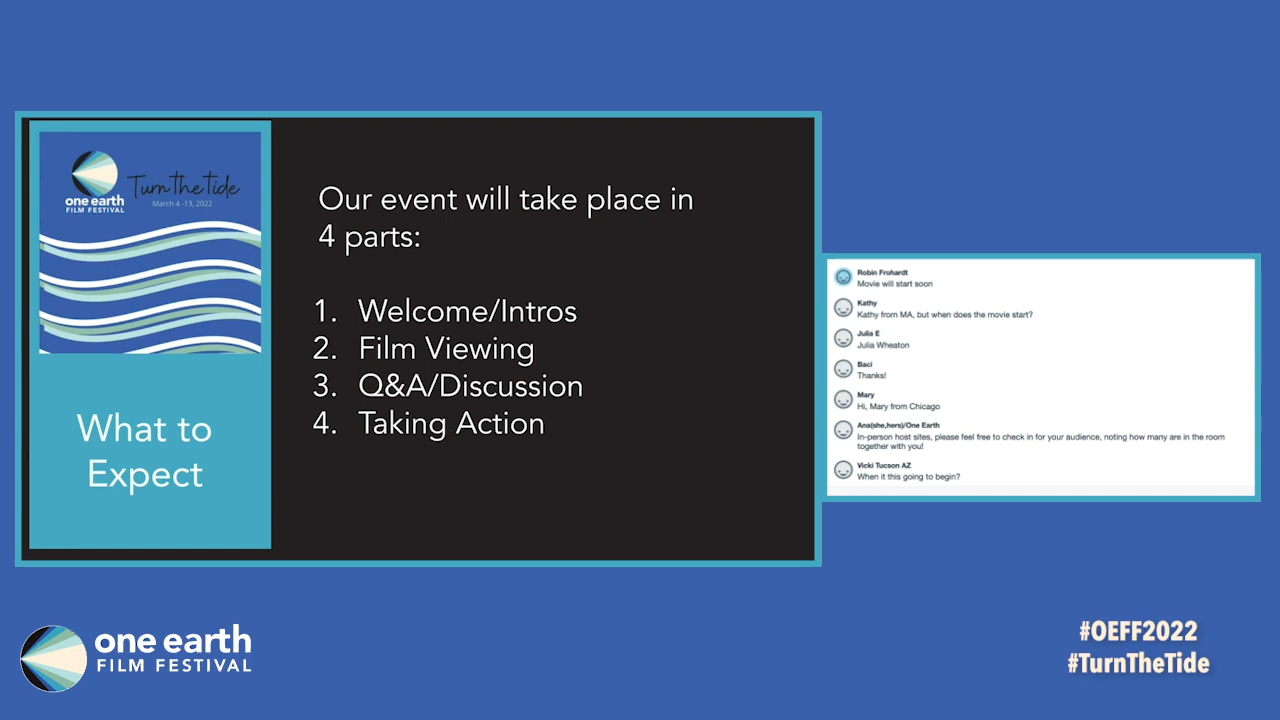 Turn The Tide
one earth
FILM FESTIVAL
March 4 -13, 2022
What to
Expect
Our event will take place in
4 parts:
1. Welcome/Intros
2. Film Viewing
3. Q&A/Discussion
4. Taking Action
Robin Frohardt
Movie will start soon
Kathy
Kathy from MA, but when does the movie start?
Julia E
Julia Wheaton
Baci
Thanks!
Mary
Hi, Mary from Chicago
Ana(she,hers)/One Earth
In-person host sites, please feel free to check in for your audience, noting how many are in the room
together with you!
Vicki Tucson AZ
When it this going to begin?
one earth
FILM FESTIVAL
#OEFF2022
#TurnTheTide